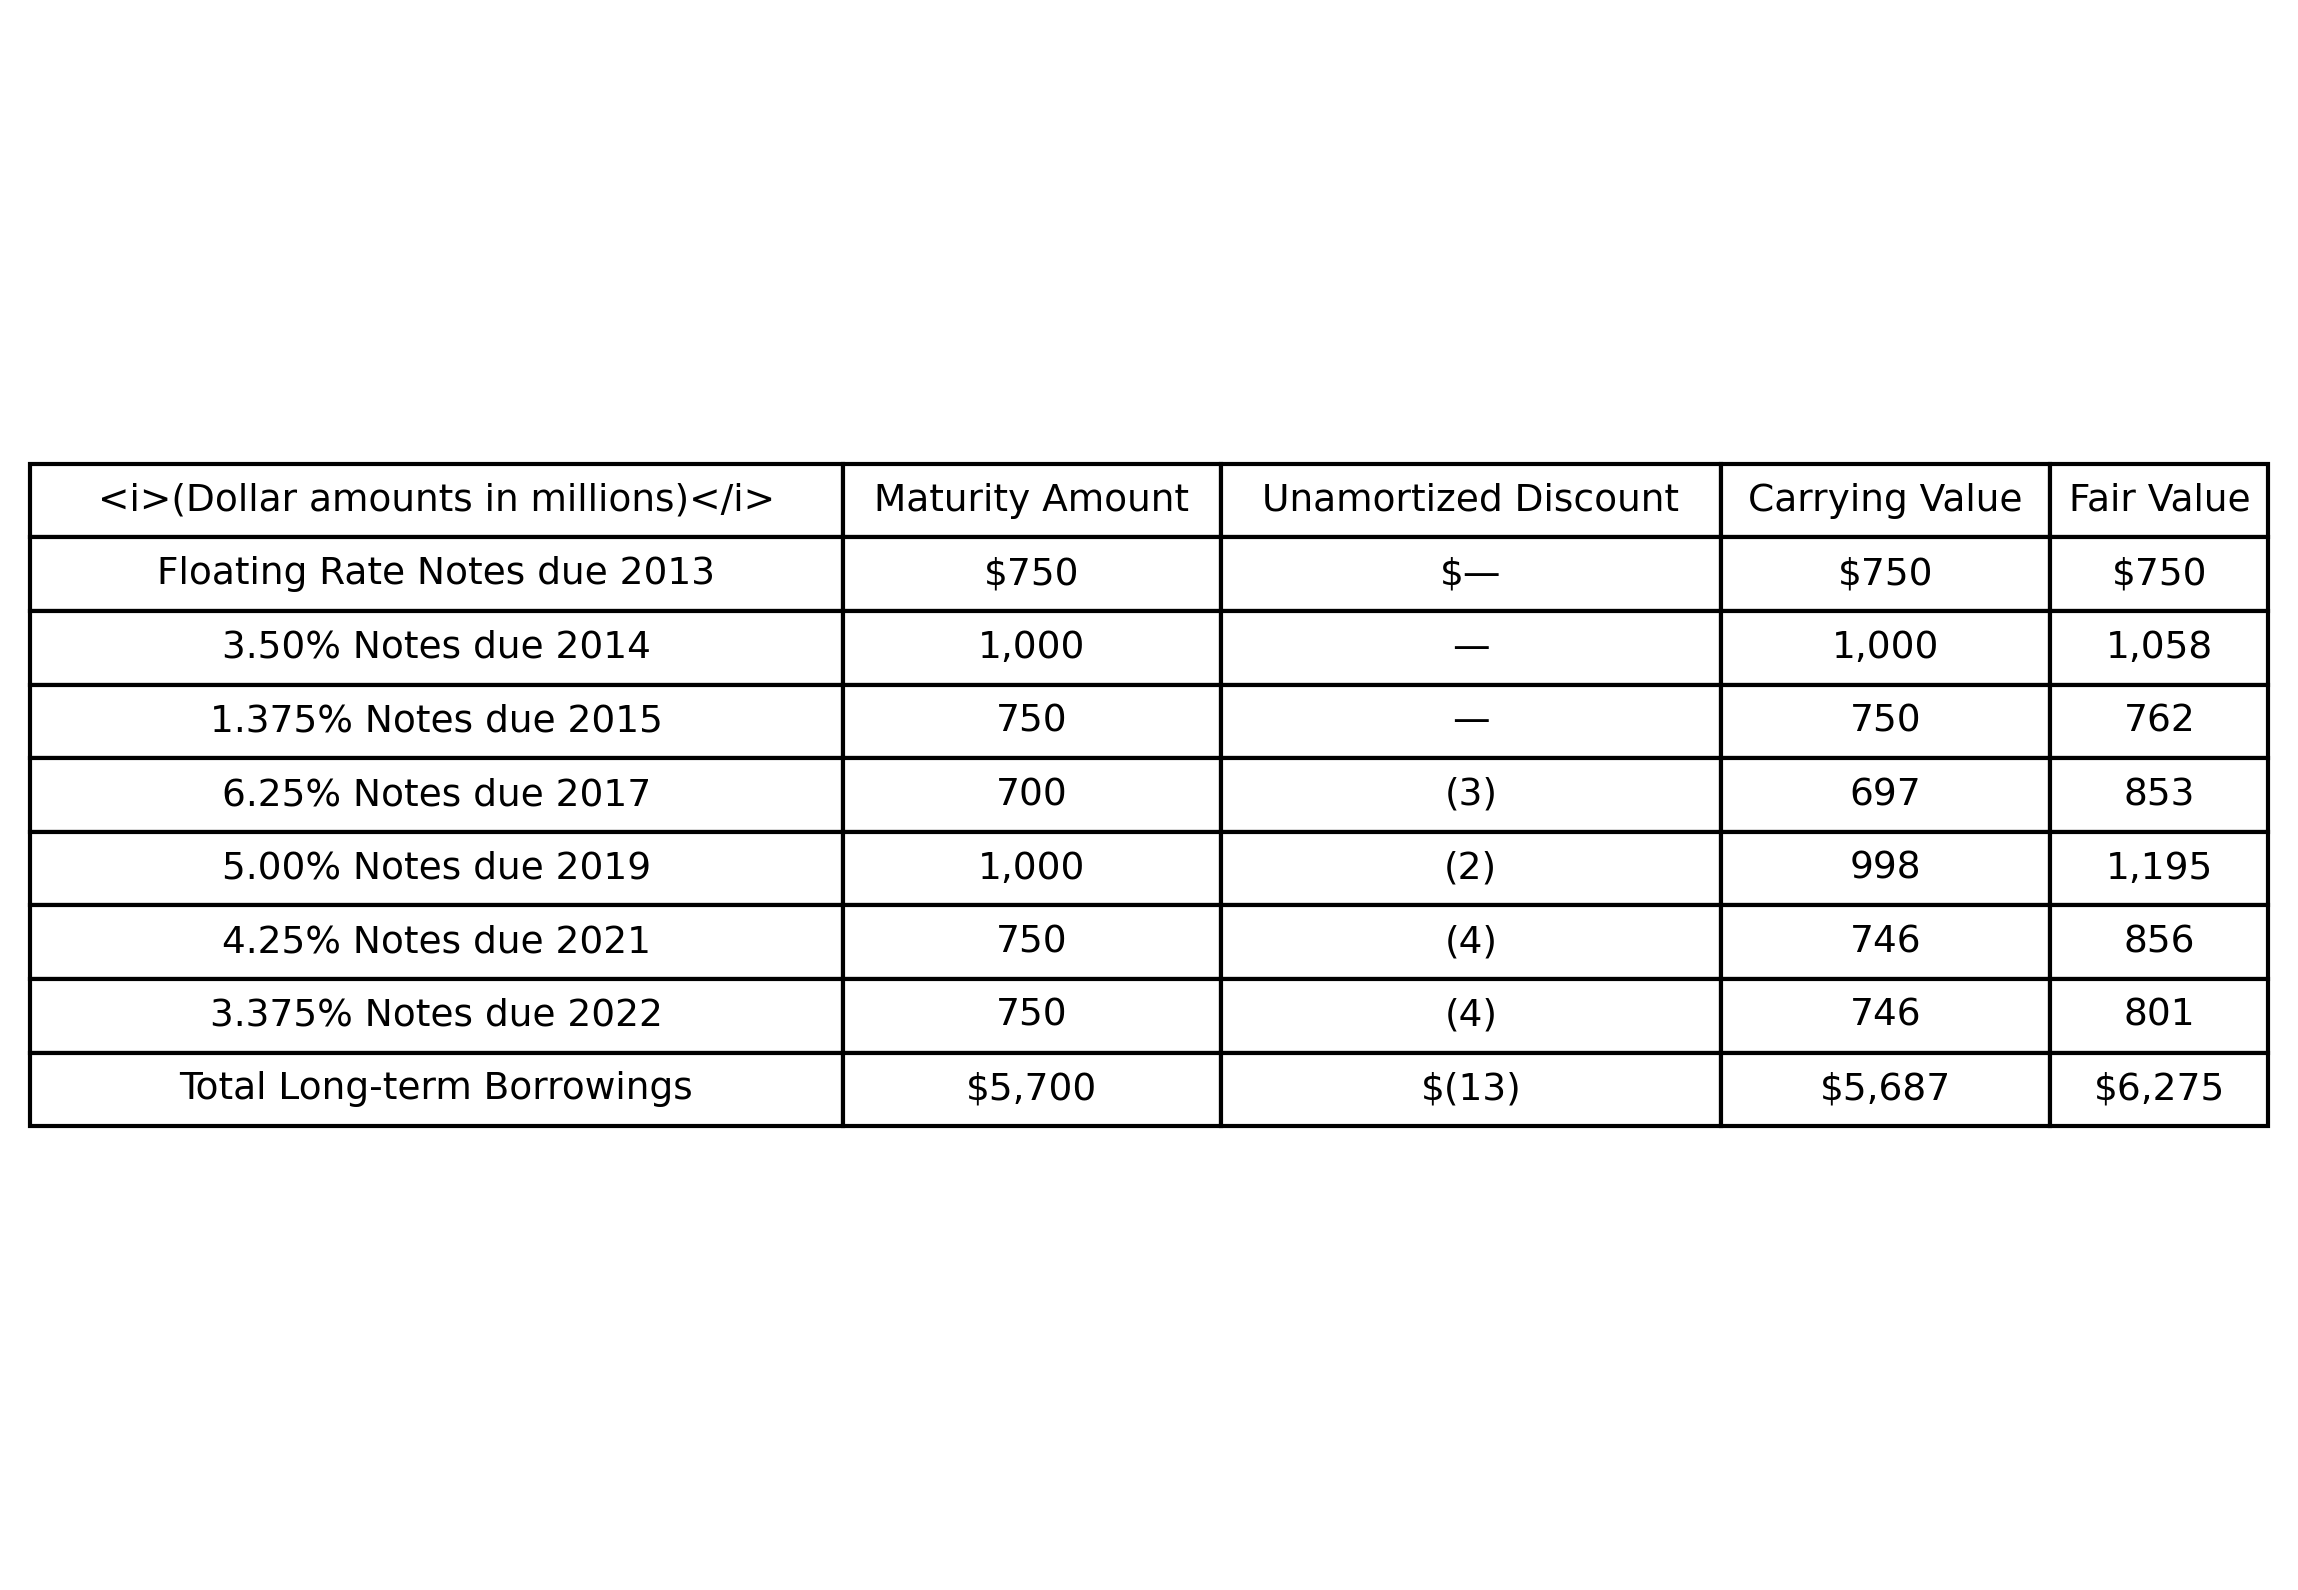 <i>(Dollar amounts in millions)</i> Maturity Amount Unamortized Discount Carrying Value Fair Value
Floating Rate Notes due 2013 $750 $— $750 $750
3.50% Notes due 2014 1,000 — 1,000 1,058
1.375% Notes due 2015 750 — 750 762
6.25% Notes due 2017 700 (3) 697 853
5.00% Notes due 2019 1,000 (2) 998 1,195
4.25% Notes due 2021 750 (4) 746 856
3.375% Notes due 2022 750 (4) 746 801
Total Long-term Borrowings $5,700 $(13) $5,687 $6,275